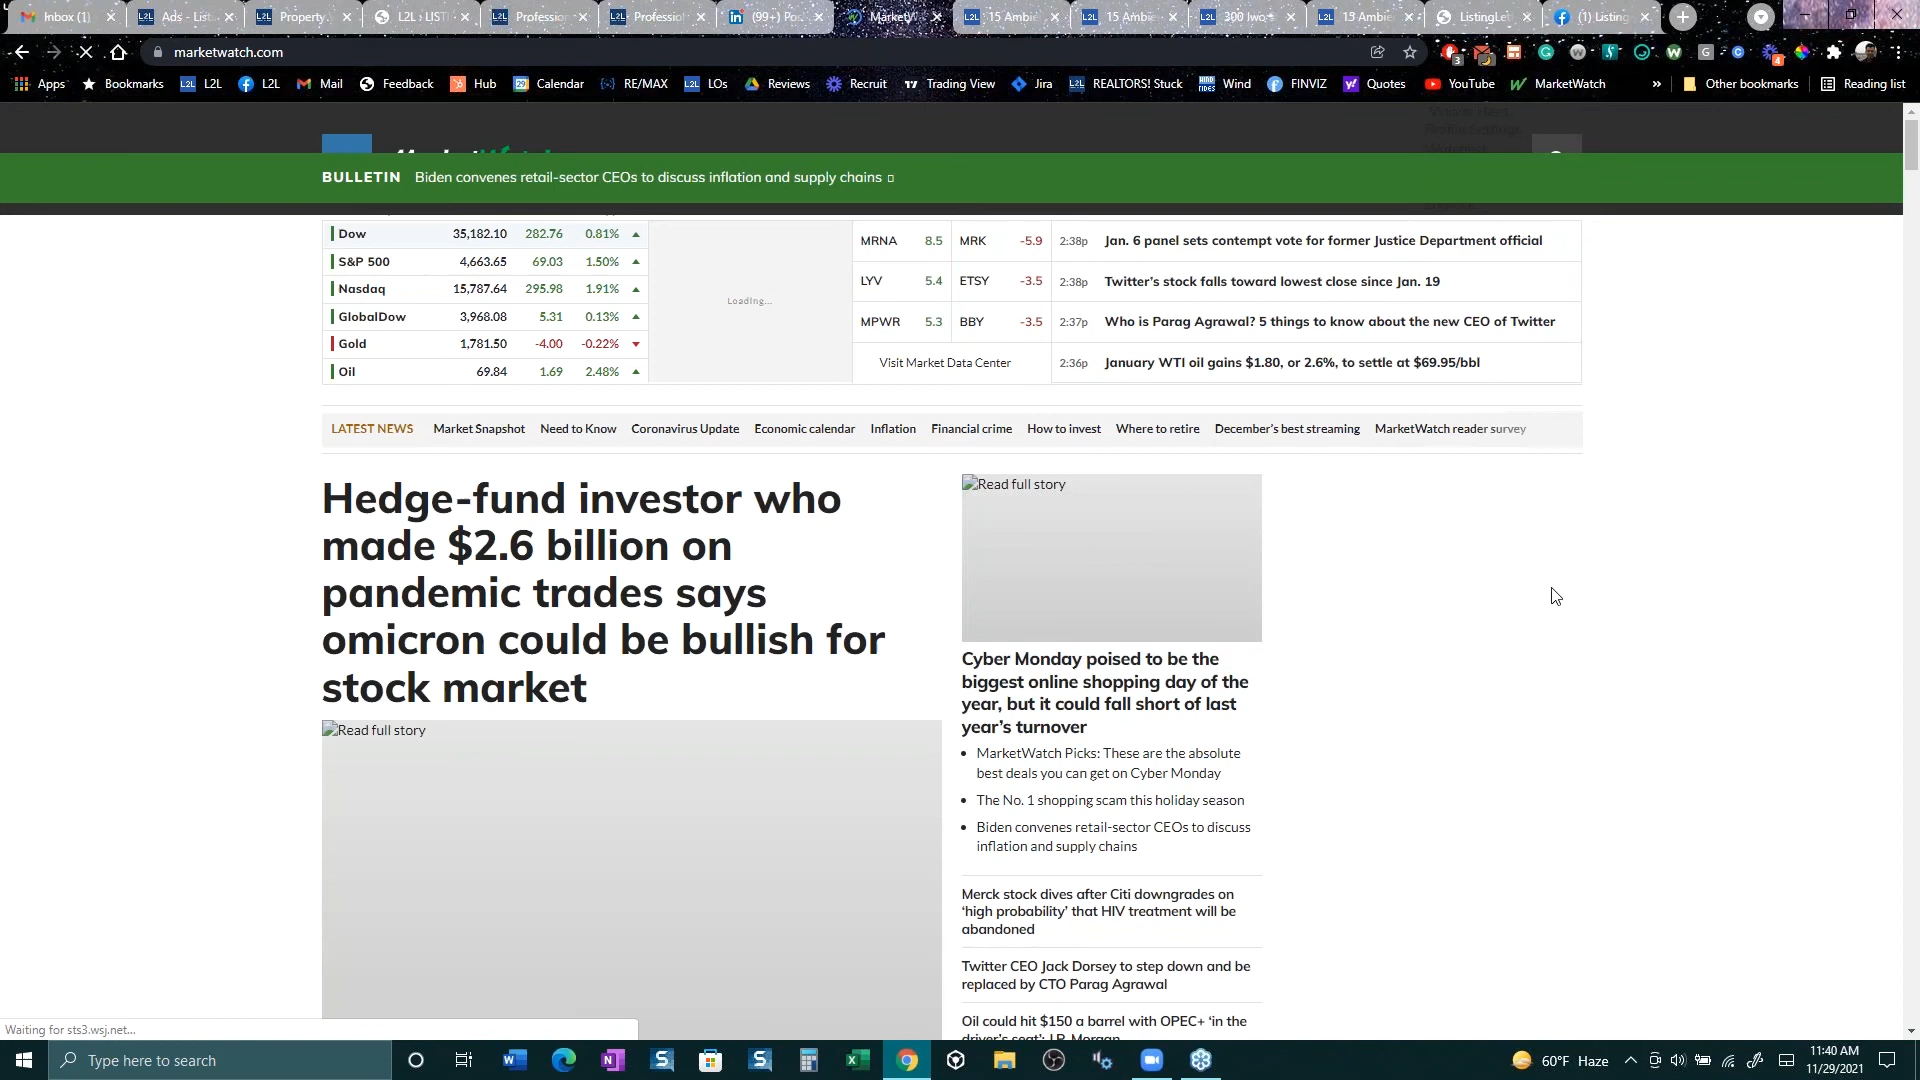 Inbox (1)
Ads - List
Property
L2L › LIST
Profession
Profession
(99+) Pos
MarketW
15 Ambie
15 Ambie
300 Two s
13 Ambie
ListingLe
(1) Listing
marketwatch.com
Apps
Bookmarks
L2L
L2L
Mail
Feedback
Hub
Calendar
RE/MAX
LOs
Reviews
Recruit
Trading View
Jira
REALTORS! Stuck
Wind
FINVIZ
Quotes
YouTube
MarketWatch
»
Other bookmarks
Reading list
BULLETIN Biden convenes retail-sector CEOs to discuss inflation and supply chains
Dow 35,182.10 282.76 0.81%
S&P 500 4,663.65 69.03 1.50%
Nasdaq 15,787.64 295.98 1.91%
GlobalDow 3,968.08 5.31 0.13%
Gold 1,781.50 -4.00 -0.22%
Oil 69.84 1.69 2.48%
Loading...
MRNA 8.5 MRK -5.9
LYV 5.4 ETSY -3.5
MPWR 5.3 BBY -3.5
Visit Market Data Center
2:38p Jan. 6 panel sets contempt vote for former Justice Department official
2:38p Twitter’s stock falls toward lowest close since Jan. 19
2:37p Who is Parag Agrawal? 5 things to know about the new CEO of Twitter
2:36p January WTI oil gains $1.80, or 2.6%, to settle at $69.95/bbl
LATEST NEWS Market Snapshot Need to Know Coronavirus Update Economic calendar Inflation Financial crime How to invest Where to retire December’s best streaming MarketWatch reader survey
Hedge-fund investor who
made $2.6 billion on
pandemic trades says
omicron could be bullish for
stock market
Read full story
Read full story
Cyber Monday poised to be the
biggest online shopping day of the
year, but it could fall short of last
year’s turnover
MarketWatch Picks: These are the absolute
best deals you can get on Cyber Monday
The No. 1 shopping scam this holiday season
Biden convenes retail-sector CEOs to discuss
inflation and supply chains
Merck stock dives after Citi downgrades on
‘high probability’ that HIV treatment will be
abandoned
Twitter CEO Jack Dorsey to step down and be
replaced by CTO Parag Agrawal
Oil could hit $150 a barrel with OPEC+ ‘in the
driver’s seat’: J.P. Morgan
Waiting for sts3.wsj.net...
Type here to search
60°F Haze
11:40 AM
11/29/2021